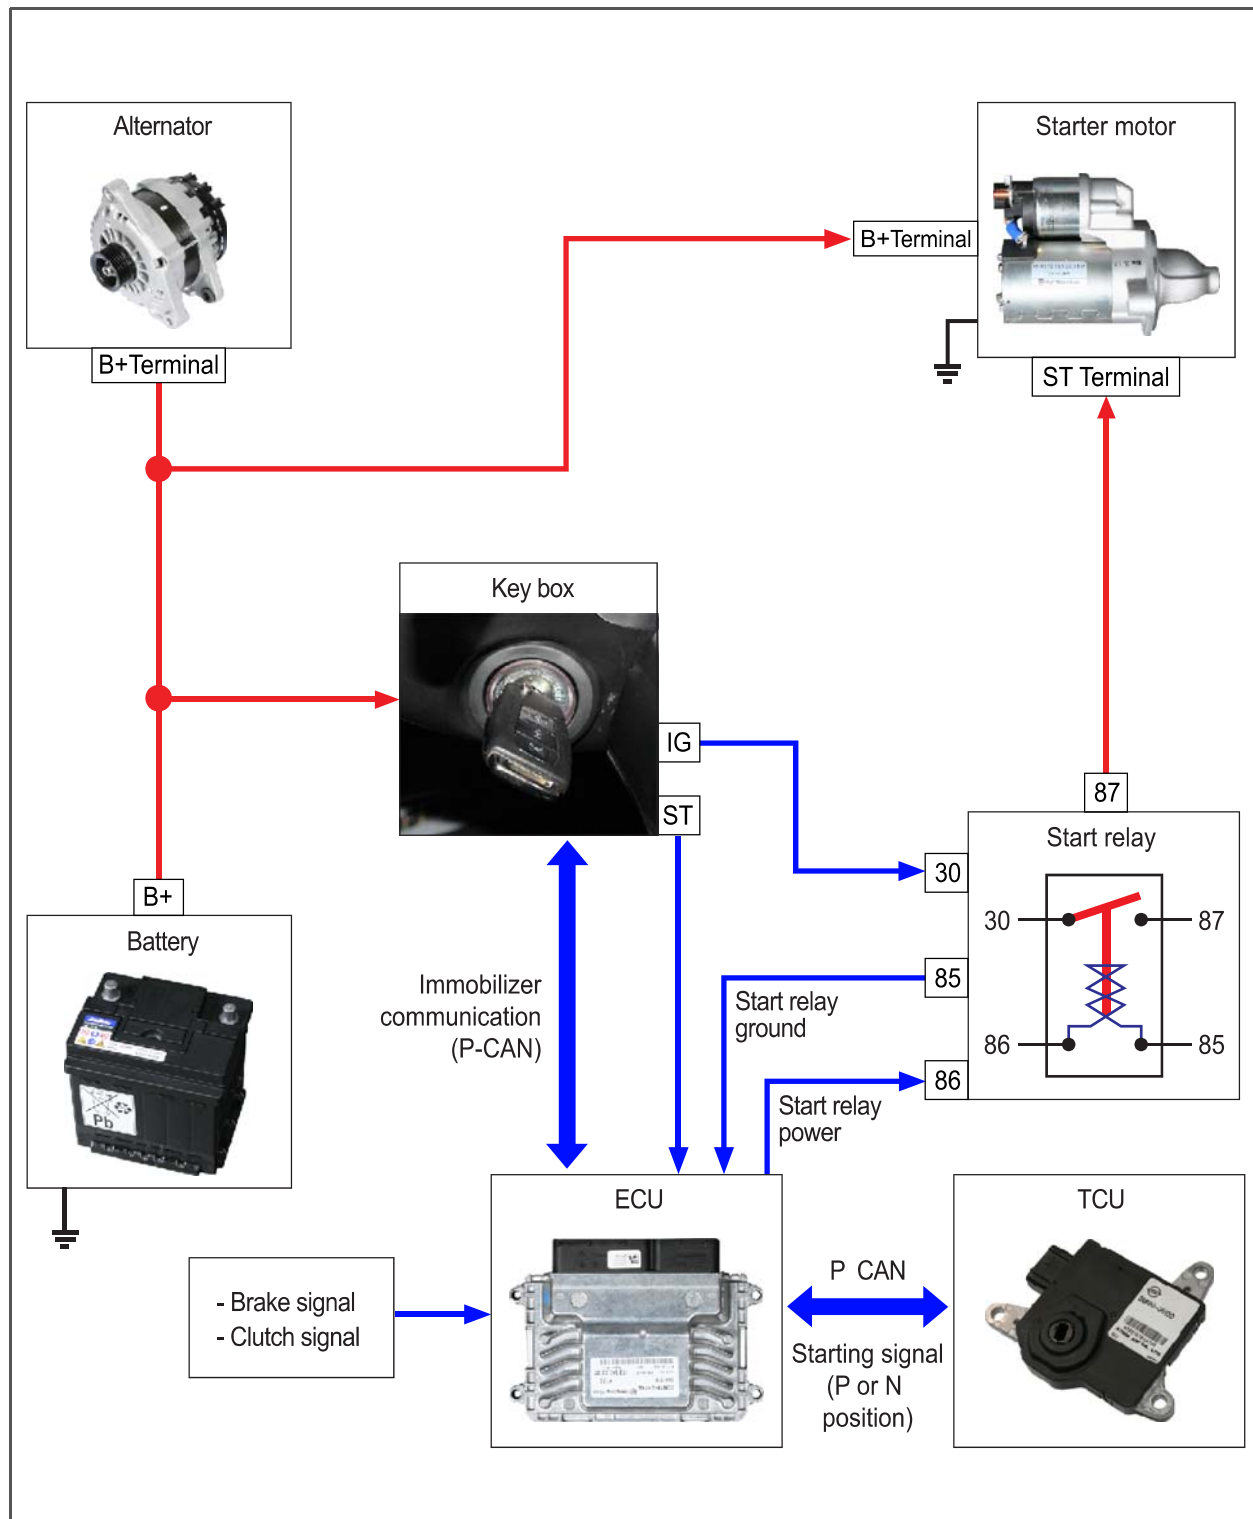 Alternator
B+Terminal
Starter motor
B+Terminal
ST Terminal
Key box
IG
ST
B+
Battery
Pb
Immobilizer
communication
(P-CAN)
87
Start relay
30
30
87
85
86
85
86
Start relay
ground
Start relay
power
ECU
TCU
- Brake signal
- Clutch signal
P CAN
Starting signal
(P or N
position)